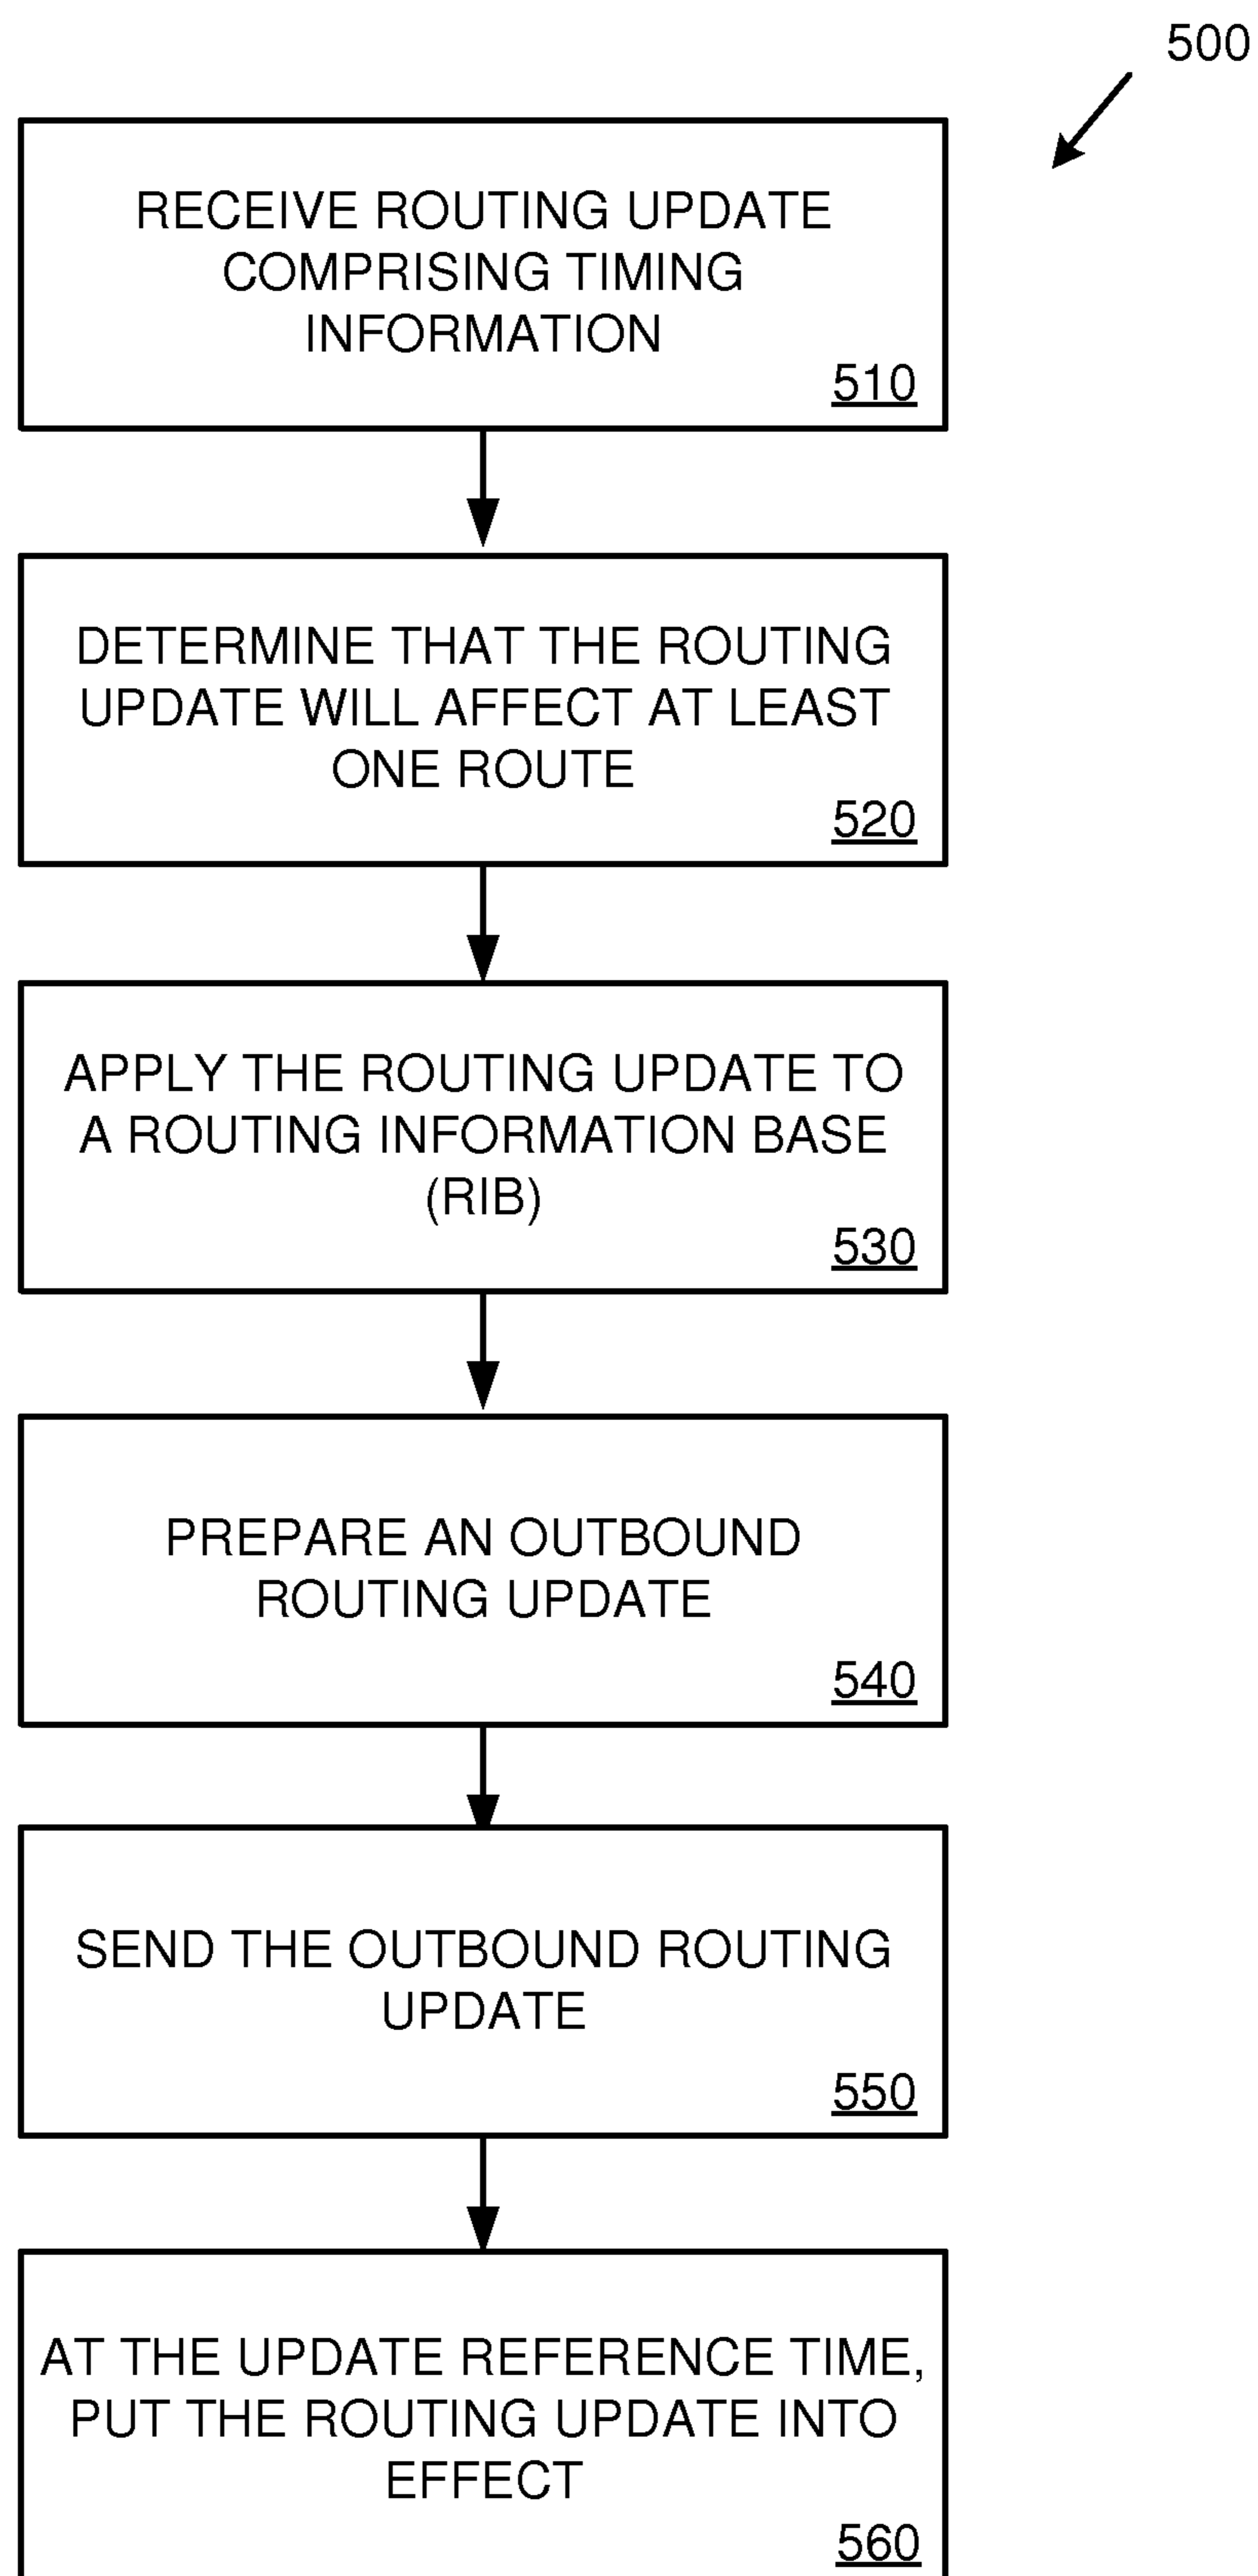 500
RECEIVE ROUTING UPDATE
COMPRISING TIMING
INFORMATION
510
DETERMINE THAT THE ROUTING
UPDATE WILL AFFECT AT LEAST
ONE ROUTE
520
APPLY THE ROUTING UPDATE TO
A ROUTING INFORMATION BASE
(RIB)
530
PREPARE AN OUTBOUND
ROUTING UPDATE
540
SEND THE OUTBOUND ROUTING
UPDATE
550
AT THE UPDATE REFERENCE TIME,
PUT THE ROUTING UPDATE INTO
EFFECT
560